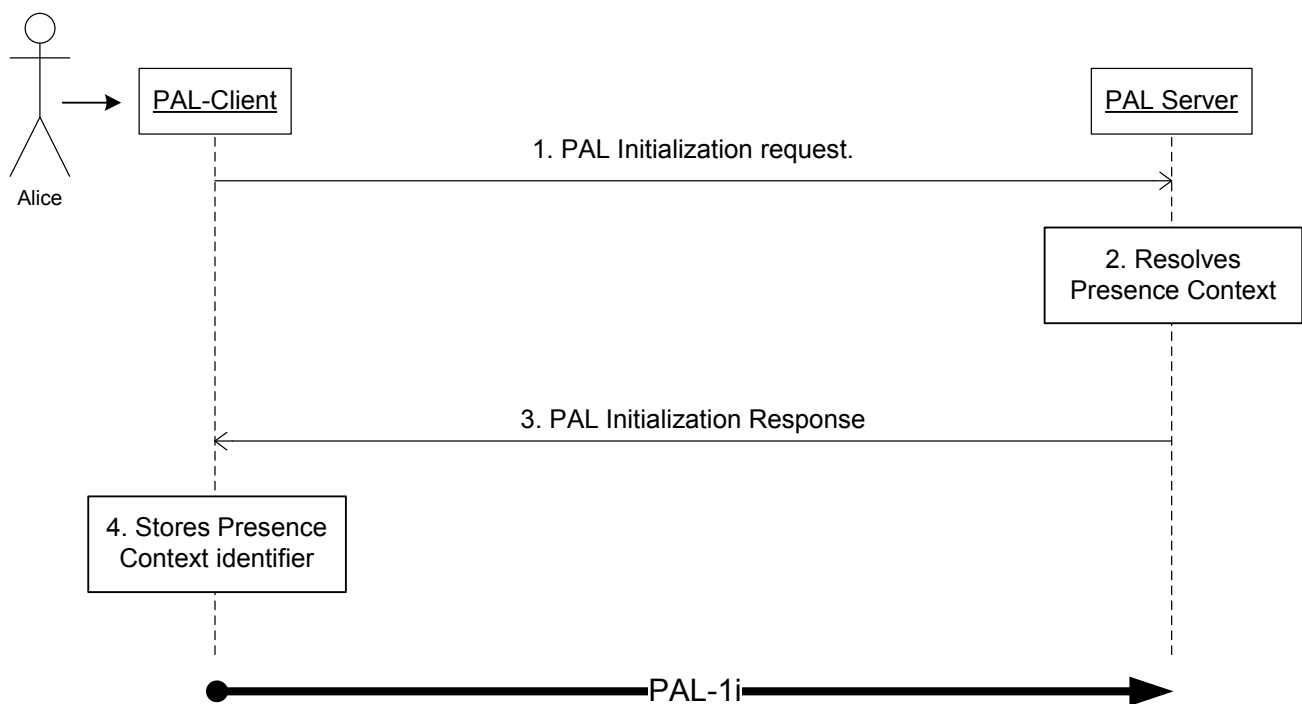 PAL-Client
PAL Server
1. PAL Initialization request.
Alice
2. Resolves
Presence Context
3. PAL Initialization Response
4. Stores Presence
Context identifier
PAL-1i